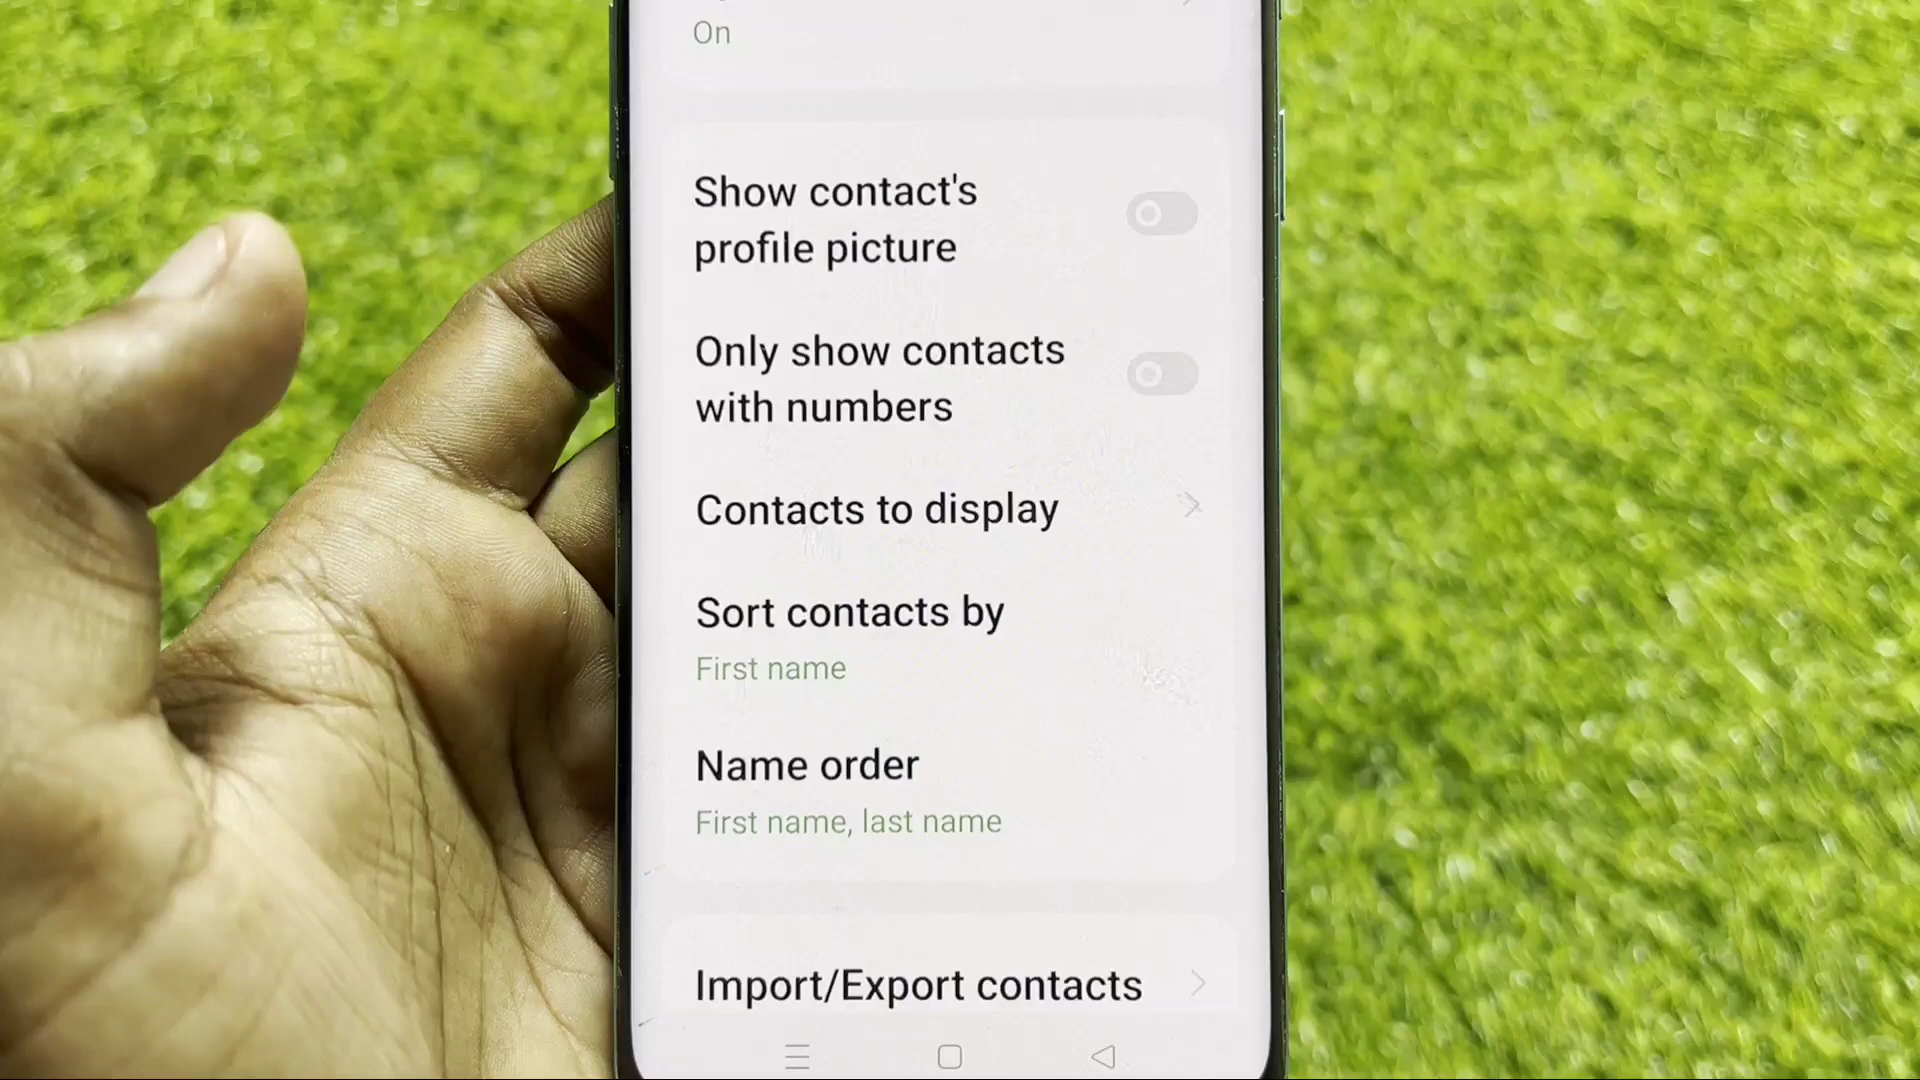 On
Show contact's
profile picture
Only show contacts
with numbers
Contacts to display
Sort contacts by
First name
Name order
First name, last name
Import/Export contacts